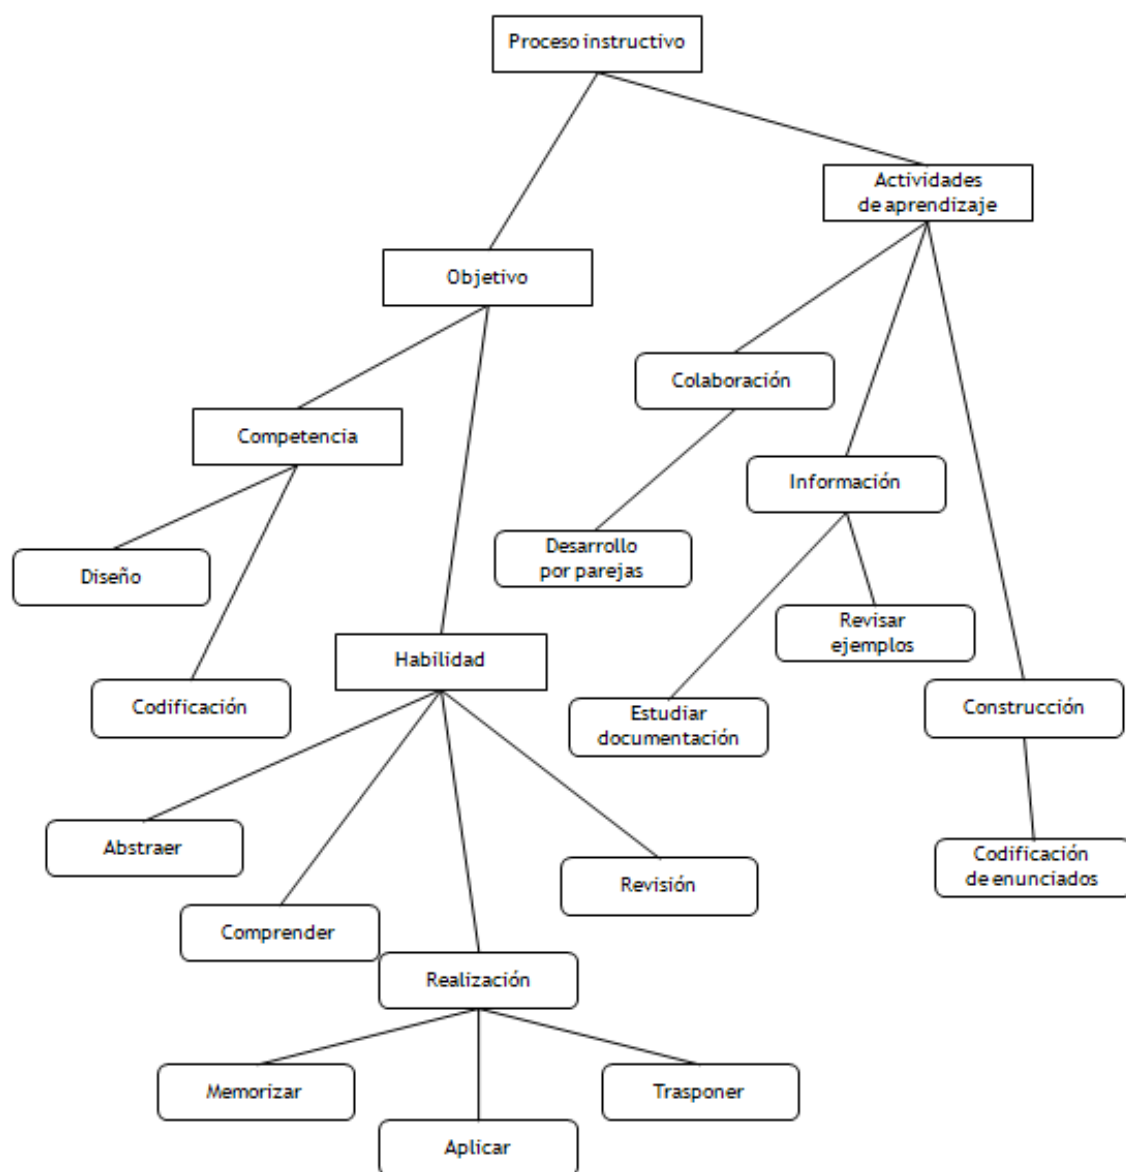 Proceso instructivo
Actividades
de aprendizaje
Objetivo
Colaboración
Competencia
Información
Desarrollo
por parejas
Diseño
Revisar
ejemplos
Habilidad
Codificación
Estudiar
documentación
Construcción
Abstraer
Revisión
Codificación
de enunciados
Comprender
Realización
Memorizar
Trasponer
Aplicar